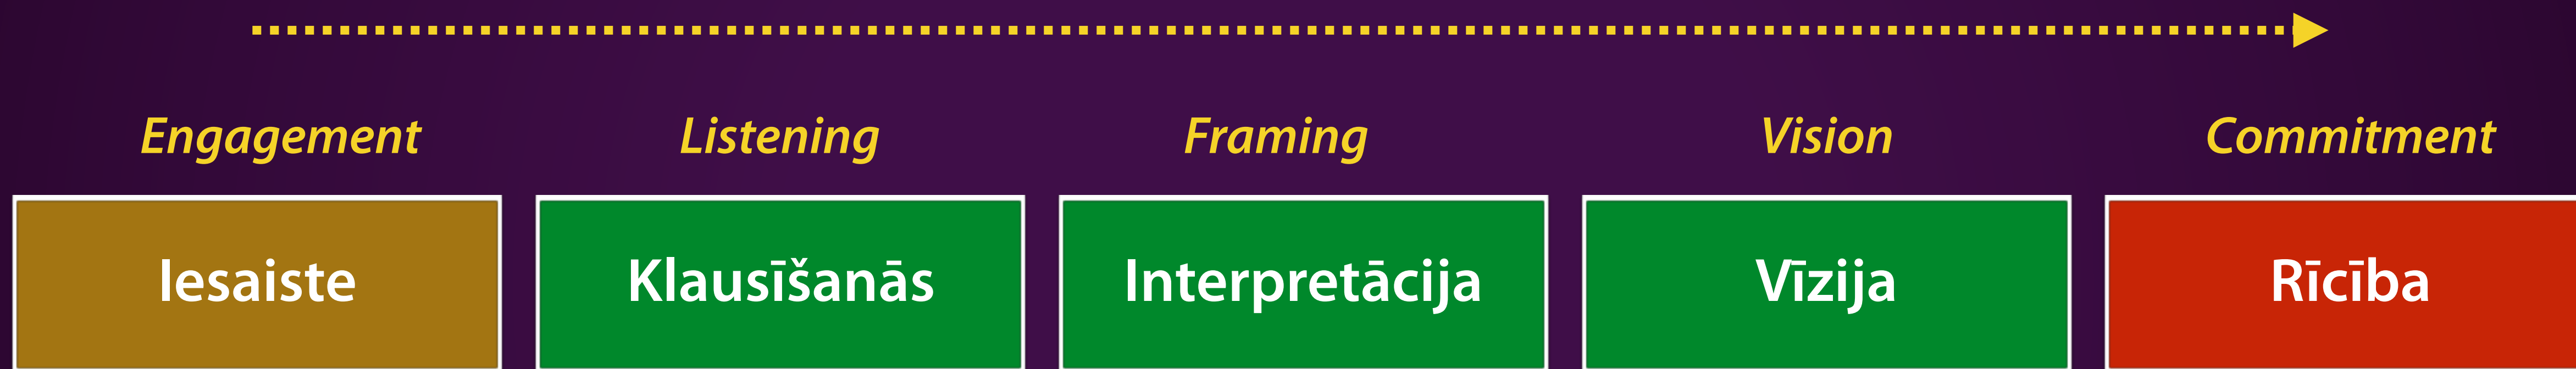 Engagement Listening Framing Vision Commitment
Iesaiste Klausīšanās Interpretācija Vīzija Rīcība